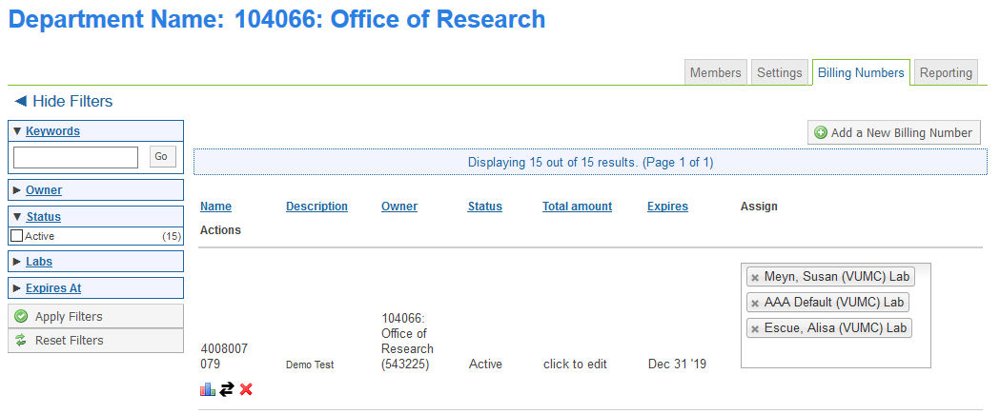 Department Name: 104066: Office of Research
Members Settings Billing Numbers Reporting
Hide Filters
Keywords
Go
Owner
Status
Active (15)
Labs
Expires At
Apply Filters
Reset Filters
Add a New Billing Number
Displaying 15 out of 15 results. (Page 1 of 1)
Name Description Owner Status Total amount Expires Assign
Actions
4008007
079
Demo Test
104066:
Office of
Research
(543225)
Active
click to edit
Dec 31 '19
Meyn, Susan (VUMC) Lab
AAA Default (VUMC) Lab
Escue, Alisa (VUMC) Lab